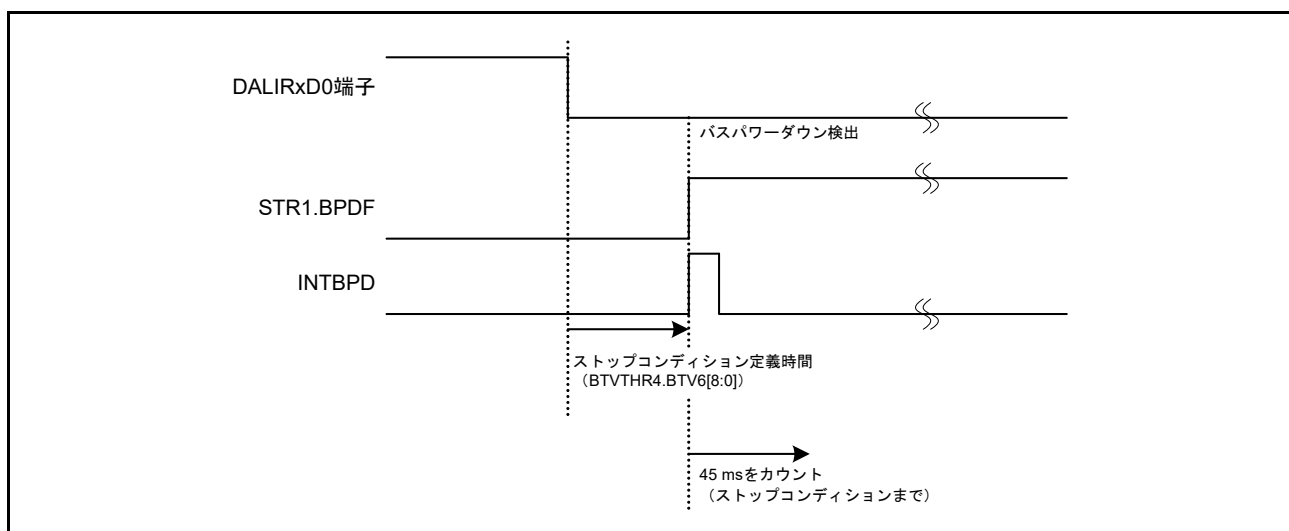 DALIRxD0端子
バスパワーダウン検出
STR1.BPDF
INTBPD
ストップコンディション定義時間
（BTVTHR4.BTV6[8:0]）
45 msをカウント
（ストップコンディションまで）